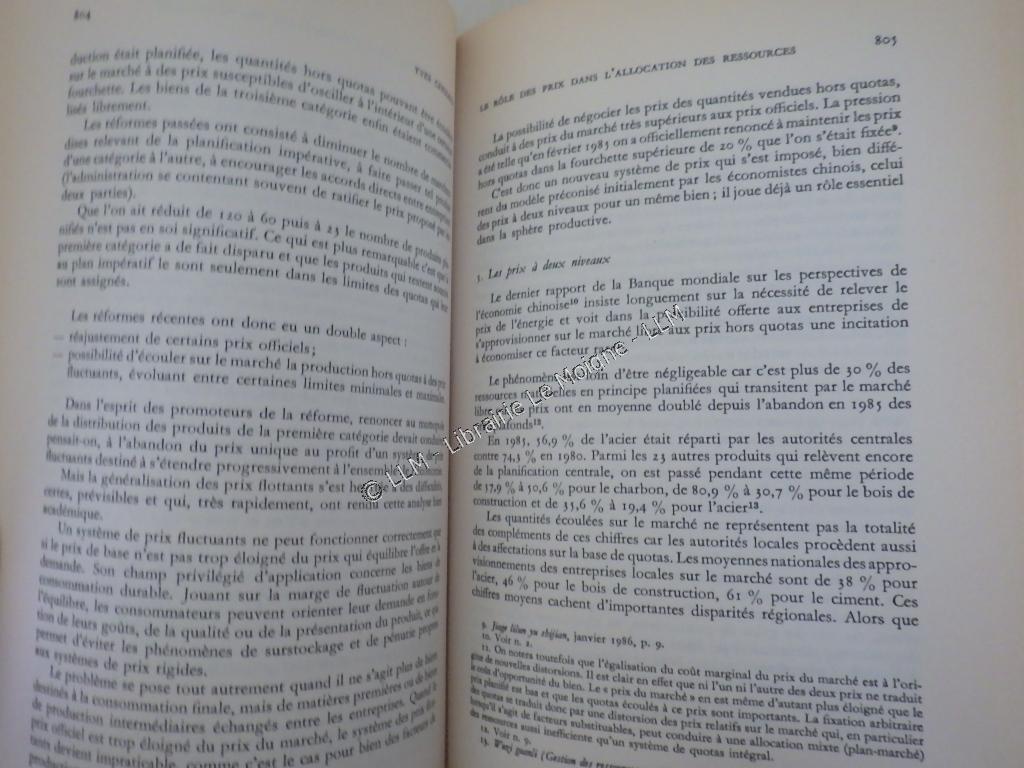 804
YVES
duction était planifiée, les quantités hors quotas pouvant être
sur le marché à des prix susceptibles d'osciller à l'intérieur d'une
fourchette. Les biens de la troisième catégorie enfin étaient
lisés librement.
Les réformes passées ont consisté à diminuer le nombre de
dises relevant de la planification impérative, à faire passer tel
d'une catégorie à l'autre, à encourager les accords directs entre
(l'administration se contentant souvent de ratifier le prix proposé par
deux parties).
Que l'on ait réduit de 120 à 60 puis à 23 le nombre de produits
nifiés n'est pas en soi significatif. Ce qui est plus remarquable c'est que la
première catégorie a de fait disparu et que les produits qui restent soumis
au plan impératif le sont seulement dans les limites des quotas qui leur
sont assignés.
Les réformes récentes ont donc eu un double aspect :
— réajustement de certains prix officiels ;
— possibilité d'écouler sur le marché la production hors quotas à des prix
fluctuants, évoluant entre certaines limites minimales et maximales.
Dans l'esprit des promoteurs de la réforme, renoncer au monopole
de la distribution des produits de la première catégorie devait conduire,
pensait-on, à l'abandon du prix unique au profit d'un système de prix
fluctuants destiné à s'étendre progressivement à l'ensemble
Mais la généralisation des prix flottants s'est heurtée à des difficultés,
certes, prévisibles et qui, très rapidement, ont rendu cette analyse bien
académique.
Un système de prix fluctuants ne peut fonctionner correctement que
si le prix de base n'est pas trop éloigné du prix qui équilibre l'offre et la
demande. Son champ privilégié d'application concerne les biens de
consommation durable. Jouant sur la marge de fluctuation autour de
l'équilibre, les consommateurs peuvent orienter leur demande en fonc-
tion de leurs goûts, de la qualité ou de la présentation du produit, ce qui
permet d'éviter les phénomènes de surstockage et de pénurie propres
aux systèmes de prix rigides.
Le problème se pose tout autrement quand il ne s'agit plus de biens
destinés à la consommation finale, mais de matières premières ou de biens
de production intermédiaires échangés entre les entreprises. Quand le
prix officiel est trop éloigné du prix du marché, le système des prix flot-
tants devient impraticable, comme c'est le cas pour bien des facteurs de
LE RÔLE DES PRIX DANS L'ALLOCATION DES RESSOURCES
805
La possibilité de négocier les prix des quantités vendues hors quotas,
conduit à des prix du marché très supérieurs aux prix officiels. La pression
a été telle qu'en février 1985 on a officiellement renoncé à maintenir les prix
hors quotas dans la fourchette supérieure de 20 % que l'on s'était fixée⁹.
C'est donc un nouveau système de prix qui s'est imposé, bien diffé-
rent du modèle préconisé initialement par les économistes chinois, celui
des prix à deux niveaux pour un même bien ; il joue déjà un rôle essentiel
dans la sphère productive.
3. Les prix à deux niveaux
Le dernier rapport de la Banque mondiale sur les perspectives de
l'économie chinoise¹⁰ insiste longuement sur la nécessité de relever le
prix de l'énergie et voit dans la possibilité offerte aux entreprises de
s'approvisionner sur le marché libre aux prix hors quotas une incitation
à économiser ce facteur rare
Le phénomène est loin d'être négligeable car c'est plus de 30 % des
ressources matérielles en principe planifiées qui transitent par le marché
libre prix ont en moyenne doublé depuis l'abandon en 1985 des
plafonds¹².
En 1985, 56,9 % de l'acier était réparti par les autorités centrales
contre 74,3 % en 1980. Parmi les 23 autres produits qui relèvent encore
de la planification centrale, on est passé pendant cette même période
de 57,9 % à 50,6 % pour le charbon, de 80,9 % à 30,7 % pour le bois de
construction et de 35,6 % à 19,4 % pour l'acier¹³.
Les quantités écoulées sur le marché ne représentent pas la totalité
des compléments de ces chiffres car les autorités locales procèdent aussi
à des affectations sur la base de quotas. Les moyennes nationales des appro-
visionnements des entreprises locales sur le marché sont de 38 % pour
l'acier, 46 % pour le bois de construction, 61 % pour le ciment. Ces
chiffres moyens cachent d'importantes disparités régionales. Alors que
9. Jiage lilun yu shijian, janvier 1986, p. 9.
10. Voir n. 2.
11. On notera toutefois que l'égalisation du coût marginal du prix du marché est à l'ori-
gine de nouvelles distorsions. Il est clair en effet que ni l'un ni l'autre des deux prix ne traduit
le coût d'opportunité du bien. Le « prix du marché » en est même d'autant plus éloigné que le
prix planifié est bas et que les quotas écoulés à ce prix sont importants. La fixation arbitraire
des quotas se traduit donc par une distorsion des prix relatifs sur le marché qui, en particulier
lorsqu'il s'agit de facteurs substituables, peut conduire à une allocation mixte (plan-marché)
des ressources aussi inefficiente qu'un système de quotas intégral.
12. Voir n. 9.
13. Wuzi guanli (Gestion des
© LLM - Librairie Le Moigne - LLM